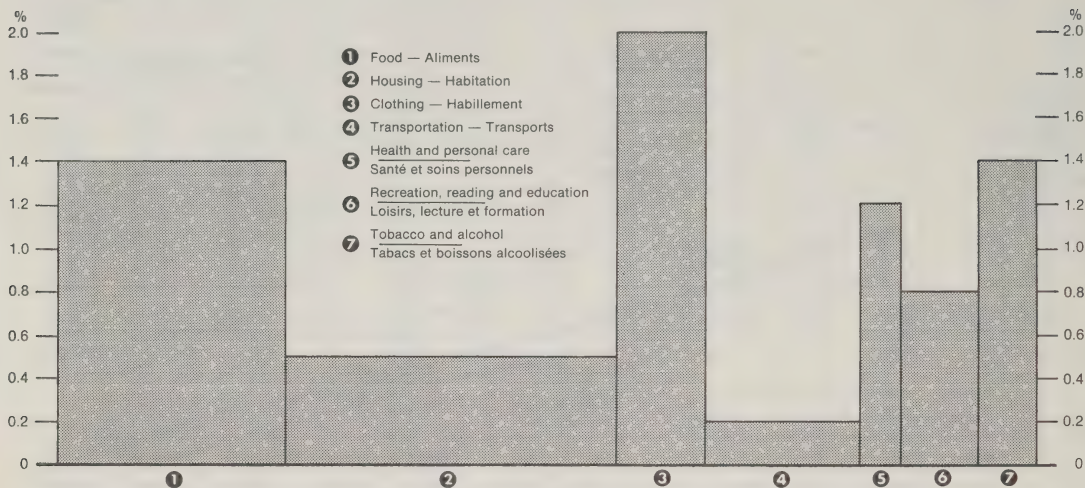 %
2.0
1.8
1.6
1.4
1.2
1.0
0.8
0.6
0.4
0.2
0
❶ Food — Aliments
❷ Housing — Habitation
❸ Clothing — Habillement
❹ Transportation — Transports
❺ Health and personal care
Santé et soins personnels
❻ Recreation, reading and education
Loisirs, lecture et formation
❼ Tobacco and alcohol
Tabacs et boissons alcoolisées
%
2.0
1.8
1.6
1.4
1.2
1.0
0.8
0.6
0.4
0.2
0
❶ ❷ ❸ ❹ ❺ ❻ ❼